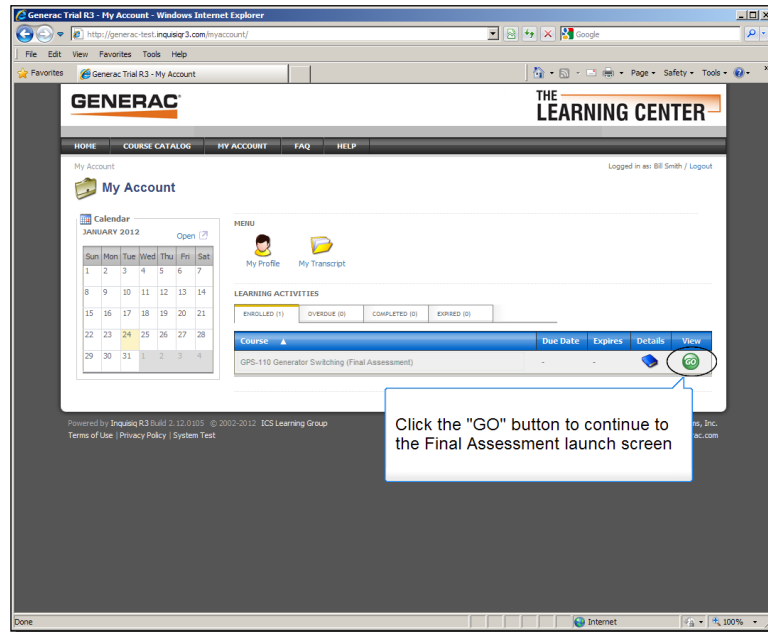 Generac Trial R3 - My Account - Windows Internet Explorer
http://generac-test.inquisiqr3.com/myaccount/
Google
File Edit View Favorites Tools Help
Favorites Generac Trial R3 - My Account Page Safety Tools
GENERAC
THE
LEARNING CENTER
HOME COURSE CATALOG MY ACCOUNT FAQ HELP
My Account Logged in as: Bill Smith / Logout
My Account
Calendar
JANUARY 2012 Open
Sun Mon Tue Wed Thu Fri Sat
1 2 3 4 5 6 7
8 9 10 11 12 13 14
15 16 17 18 19 20 21
22 23 24 25 26 27 28
29 30 31 1 2 3 4
MENU
My Profile My Transcript
LEARNING ACTIVITIES
ENROLLED (1) OVERDUE (0) COMPLETED (0) EXPIRED (0)
Course Due Date Expires Details View
GPS-110 Generator Switching (Final Assessment) - - GO
Click the "GO" button to continue to
the Final Assessment launch screen
Powered by Inquisiq R3 Build 2.12.0105 © 2002-2012 ICS Learning Group ms, Inc.
Terms of Use | Privacy Policy | System Test rac.com
Done Internet 100%